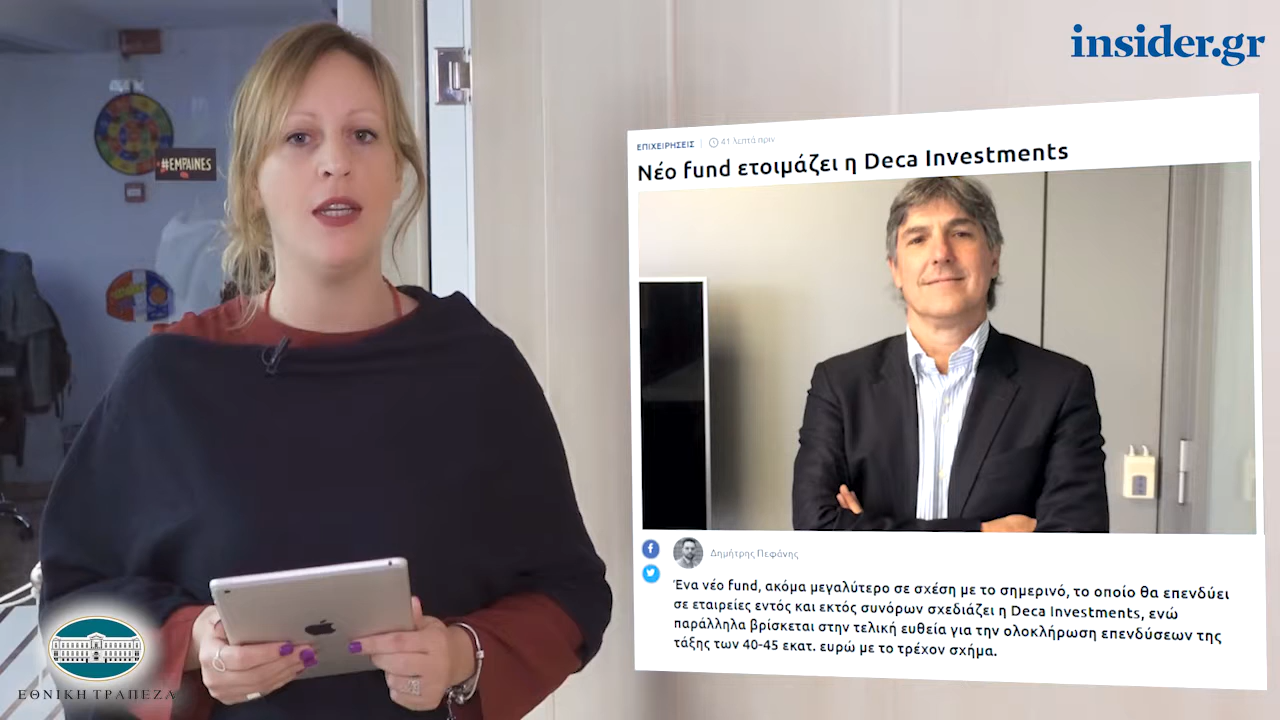 insider.gr
#EMPAINES
ΕΠΙΧΕΙΡΗΣΕΙΣ | 41 λεπτά πριν
Νέο fund ετοιμάζει η Deca Investments
Δημήτρης Πεφάνης
Ένα νέο fund, ακόμα μεγαλύτερο σε σχέση με το σημερινό, το οποίο θα επενδύει
σε εταιρείες εντός και εκτός συνόρων σχεδιάζει η Deca Investments, ενώ
παράλληλα βρίσκεται στην τελική ευθεία για την ολοκλήρωση επενδύσεων της
τάξης των 40-45 εκατ. ευρώ με το τρέχον σχήμα.
ΕΘΝΙΚΗ ΤΡΑΠΕΖΑ